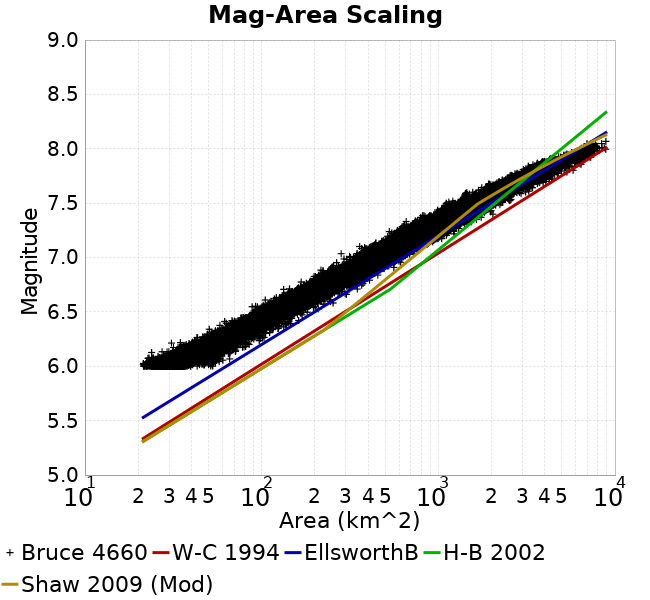 Mag-Area Scaling
9.0
8.5
8.0
7.5
7.0
6.5
6.0
5.5
5.0
Magnitude
10^1 2 3 4 5 10^2 2 3 4 5 10^3 2 3 4 5 10^4
Area (km^2)
Bruce 4660 W-C 1994 EllsworthB H-B 2002
Shaw 2009 (Mod)